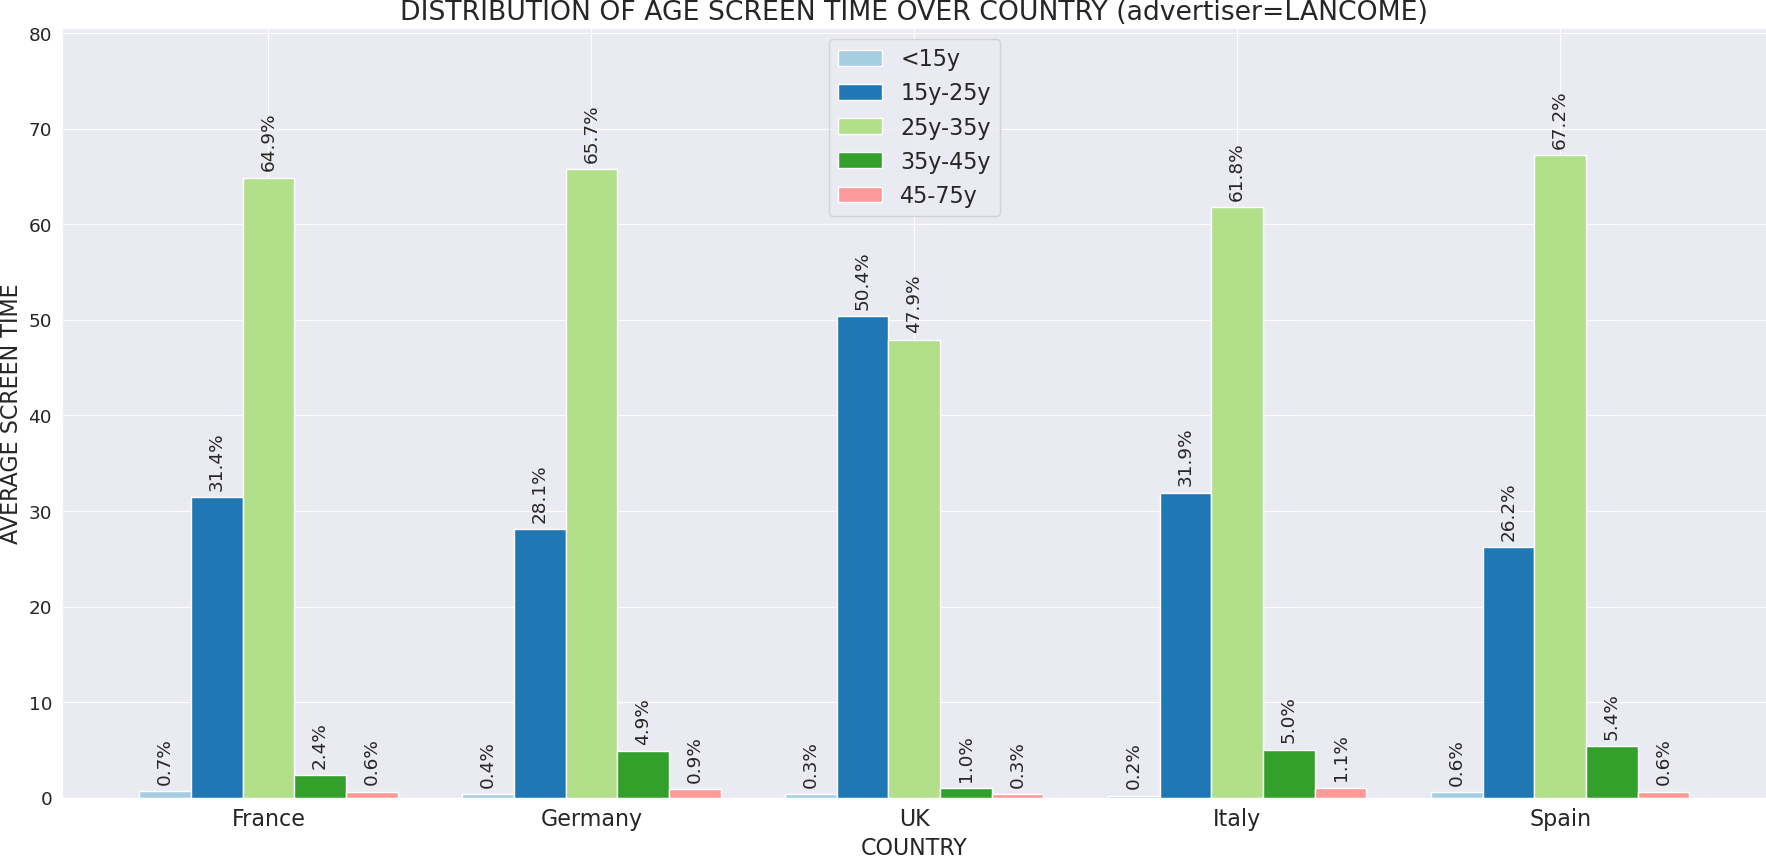 DISTRIBUTION OF AGE SCREEN TIME OVER COUNTRY (advertiser=LANCOME)
<15y
15y-25y
25y-35y
35y-45y
45-75y
AVERAGE SCREEN TIME
80
70
60
50
40
30
20
10
0
0.7%
31.4%
64.9%
2.4%
0.6%
0.4%
28.1%
65.7%
4.9%
0.9%
0.3%
50.4%
47.9%
1.0%
0.3%
0.2%
31.9%
61.8%
5.0%
1.1%
0.6%
26.2%
67.2%
5.4%
0.6%
France
Germany
UK
Italy
Spain
COUNTRY